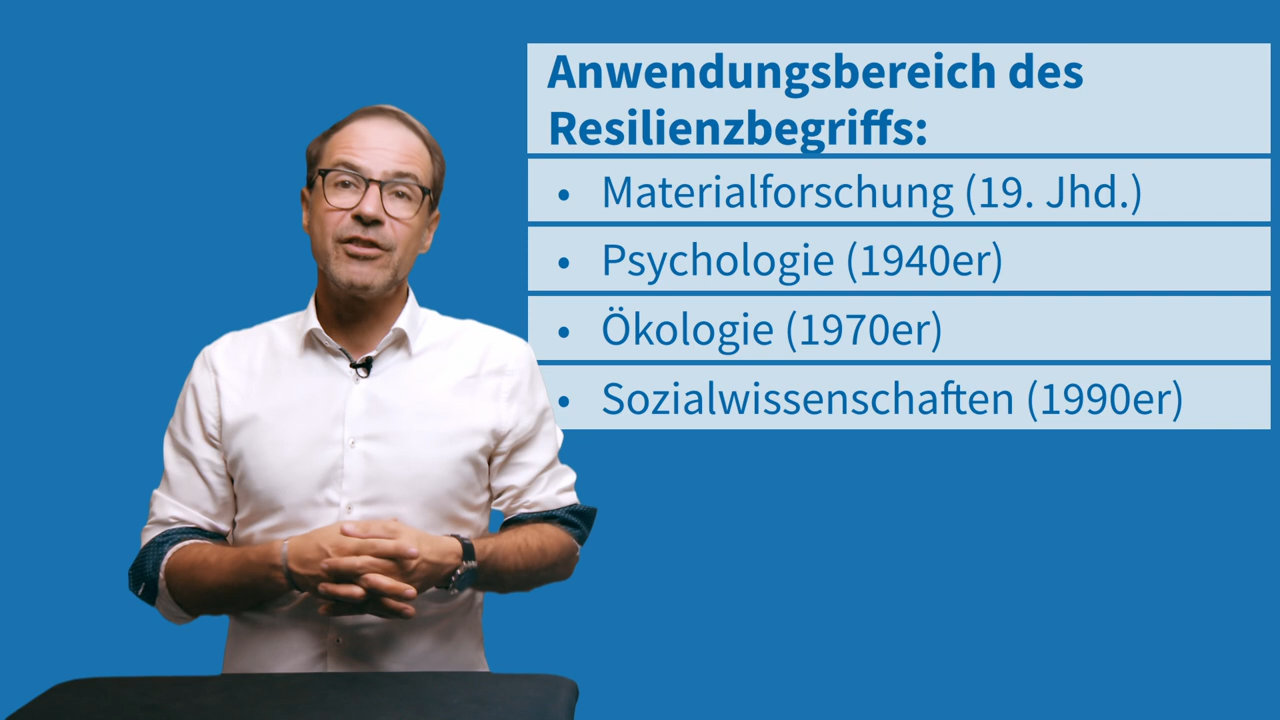 Anwendungsbereich des
Resilienzbegriffs:
• Materialforschung (19. Jhd.)
• Psychologie (1940er)
• Ökologie (1970er)
• Sozialwissenschaften (1990er)